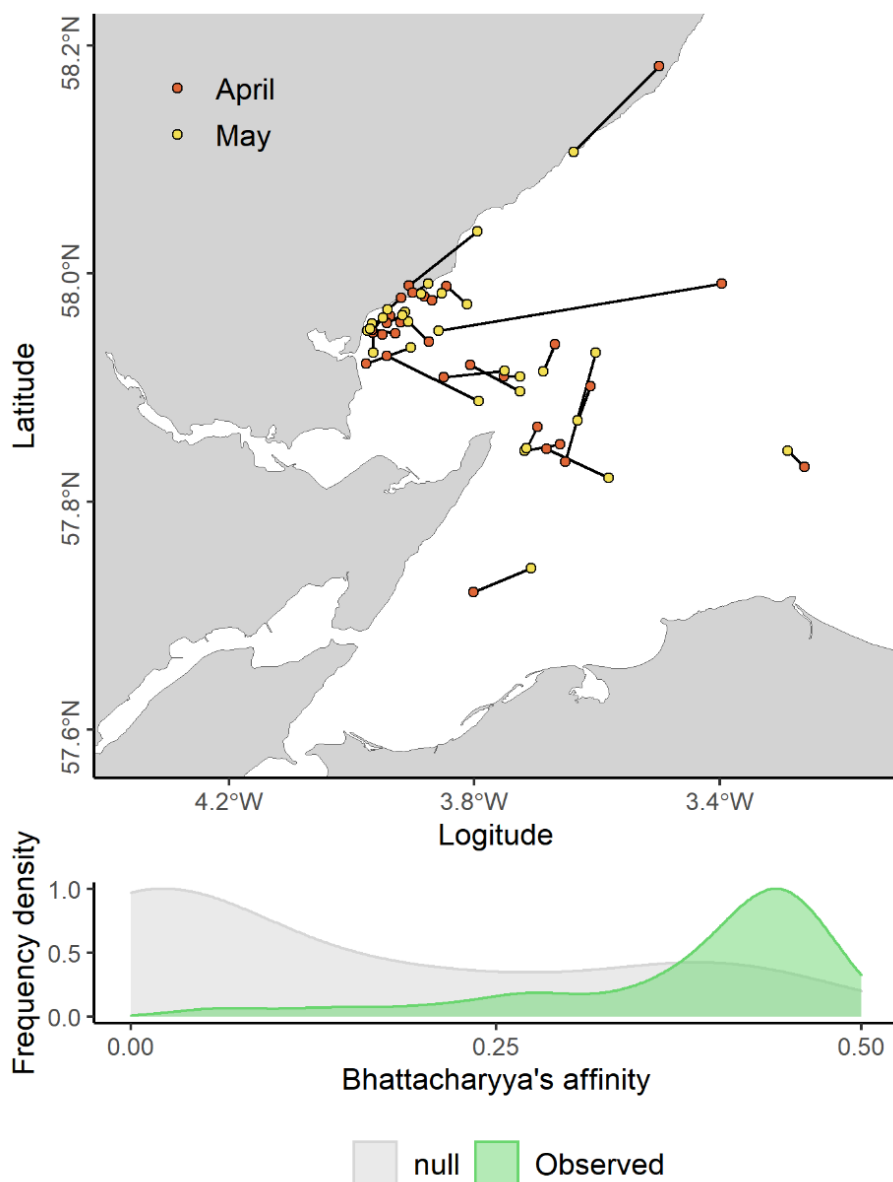 58.2°N
April
May
58.0°N
Latitude
57.8°N
57.6°N
4.2°W 3.8°W 3.4°W
Logitude
Frequency density
1.0
0.5
0.0
0.00 0.25 0.50
Bhattacharyya's affinity
null Observed